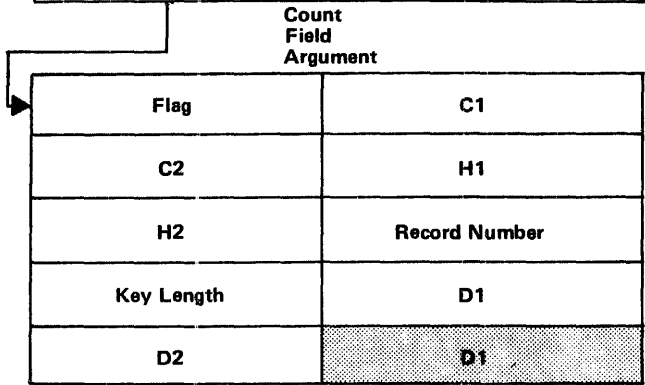 Count
Field
Argument
Flag C1
C2 H1
H2 Record Number
Key Length D1
D2 D1